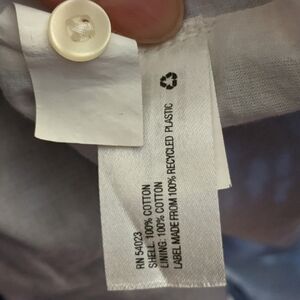 RN 54023
SHELL: 100% COTTON
LINING: 100% COTTON
LABEL MADE FROM 100% RECYCLED PLASTIC